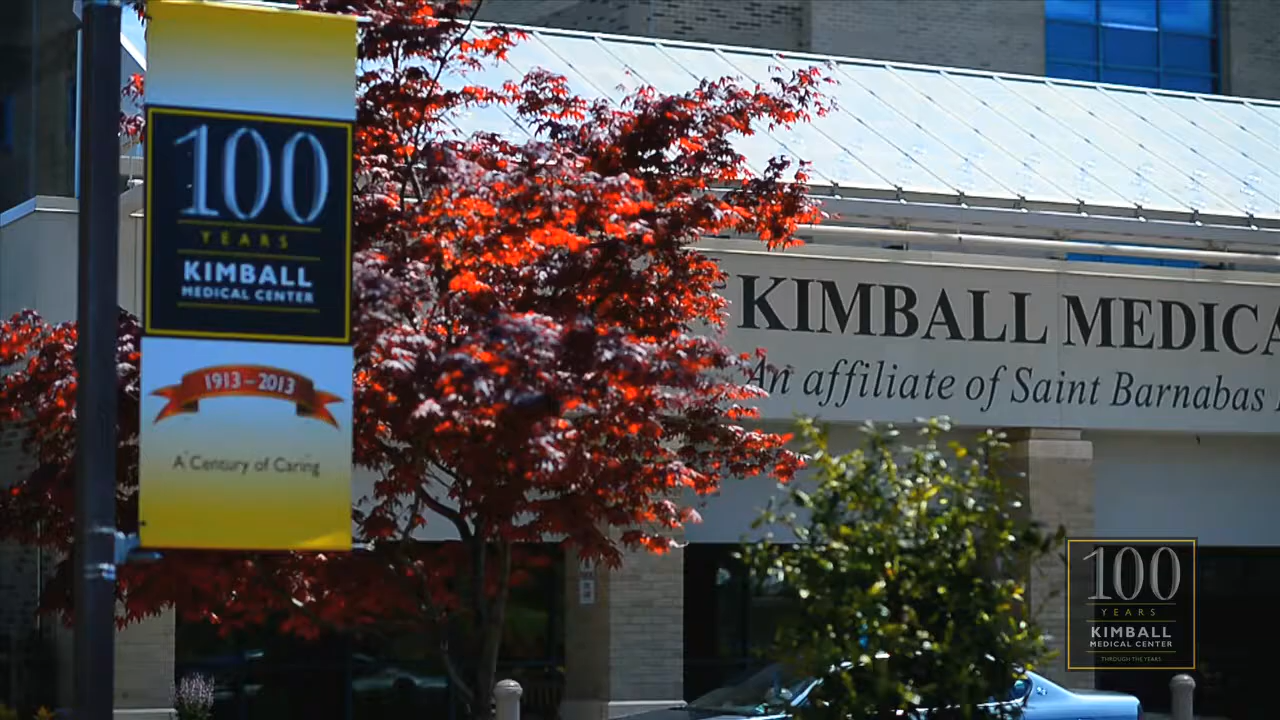 100
YEARS
KIMBALL
MEDICAL CENTER
1913–2013
A Century of Caring
KIMBALL MEDICA
An affiliate of Saint Barnabas
100
YEARS
KIMBALL
MEDICAL CENTER
THROUGH THE YEARS